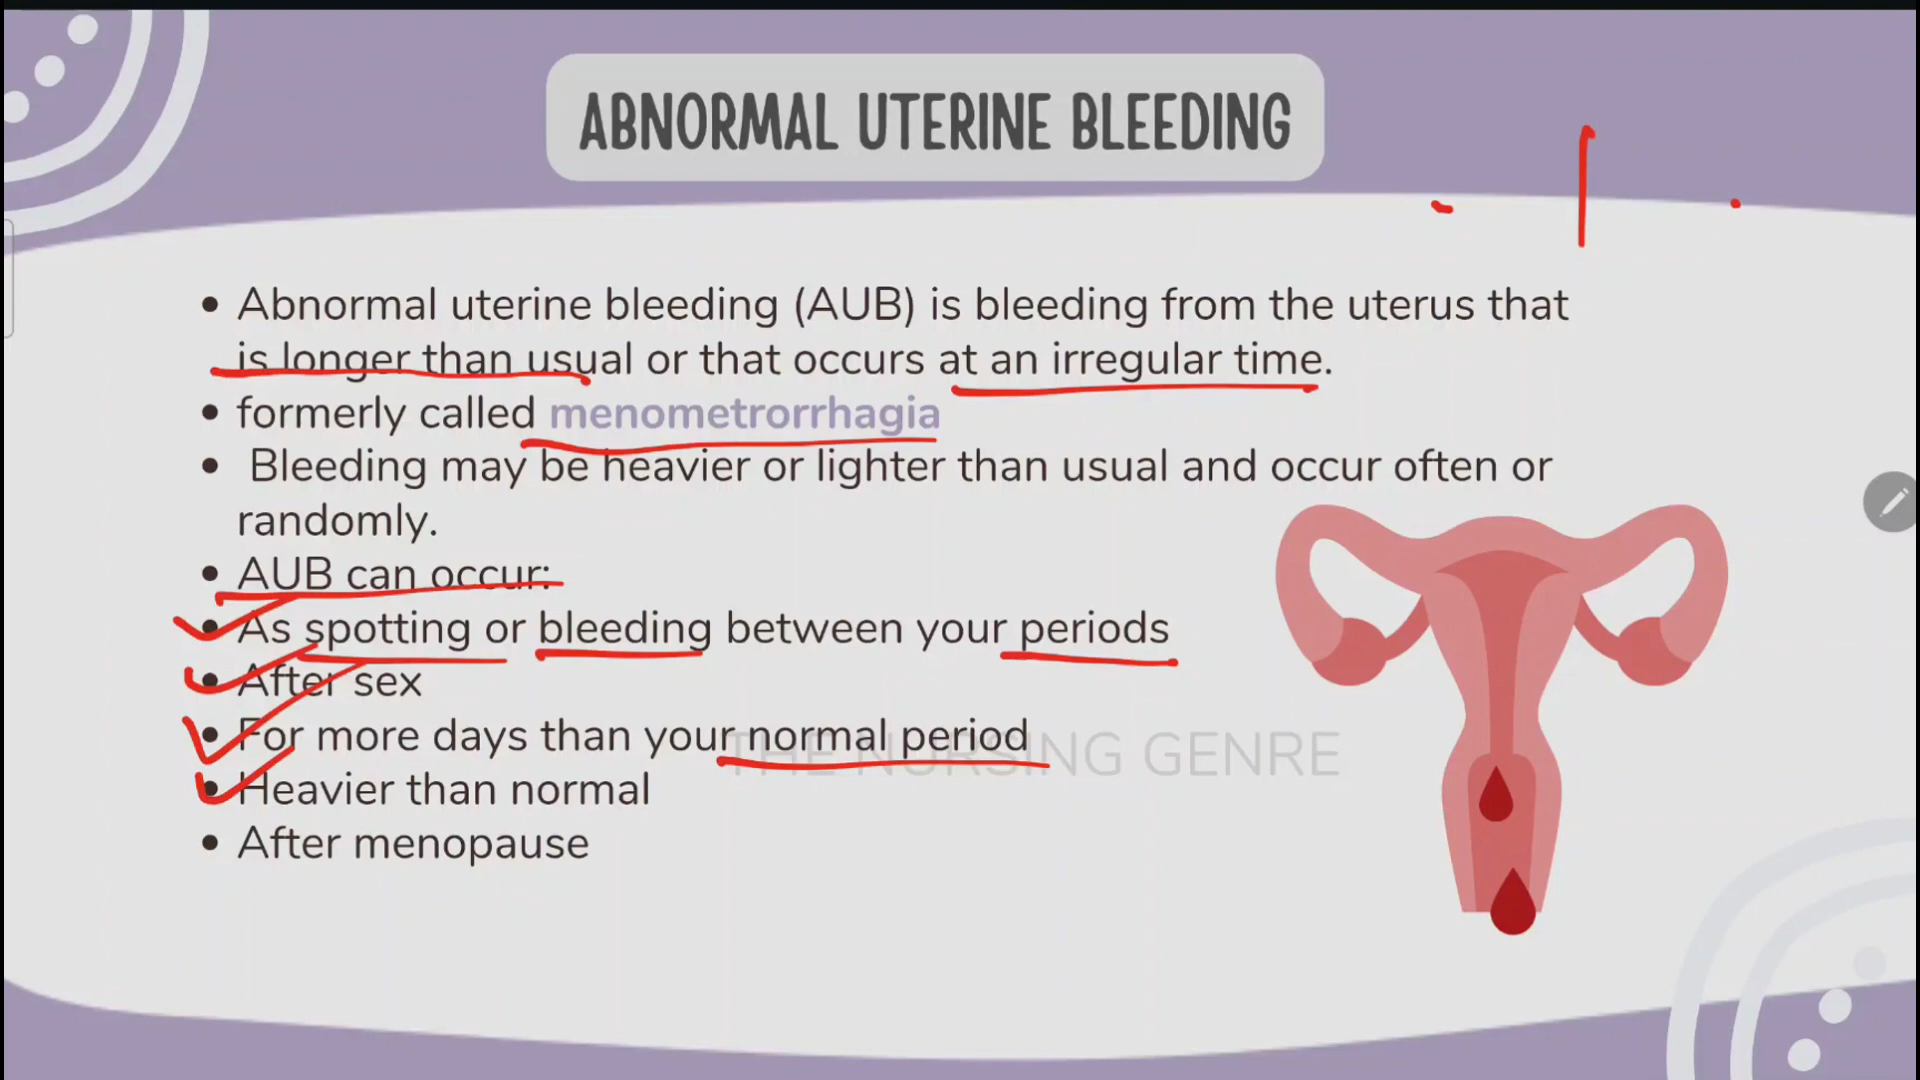 ABNORMAL UTERINE BLEEDING
• Abnormal uterine bleeding (AUB) is bleeding from the uterus that
is longer than usual or that occurs at an irregular time.
• formerly called menometrorrhagia
• Bleeding may be heavier or lighter than usual and occur often or
randomly.
• AUB can occur:
• As spotting or bleeding between your periods
• After sex
• For more days than your normal period
THE NURSING GENRE
• Heavier than normal
• After menopause